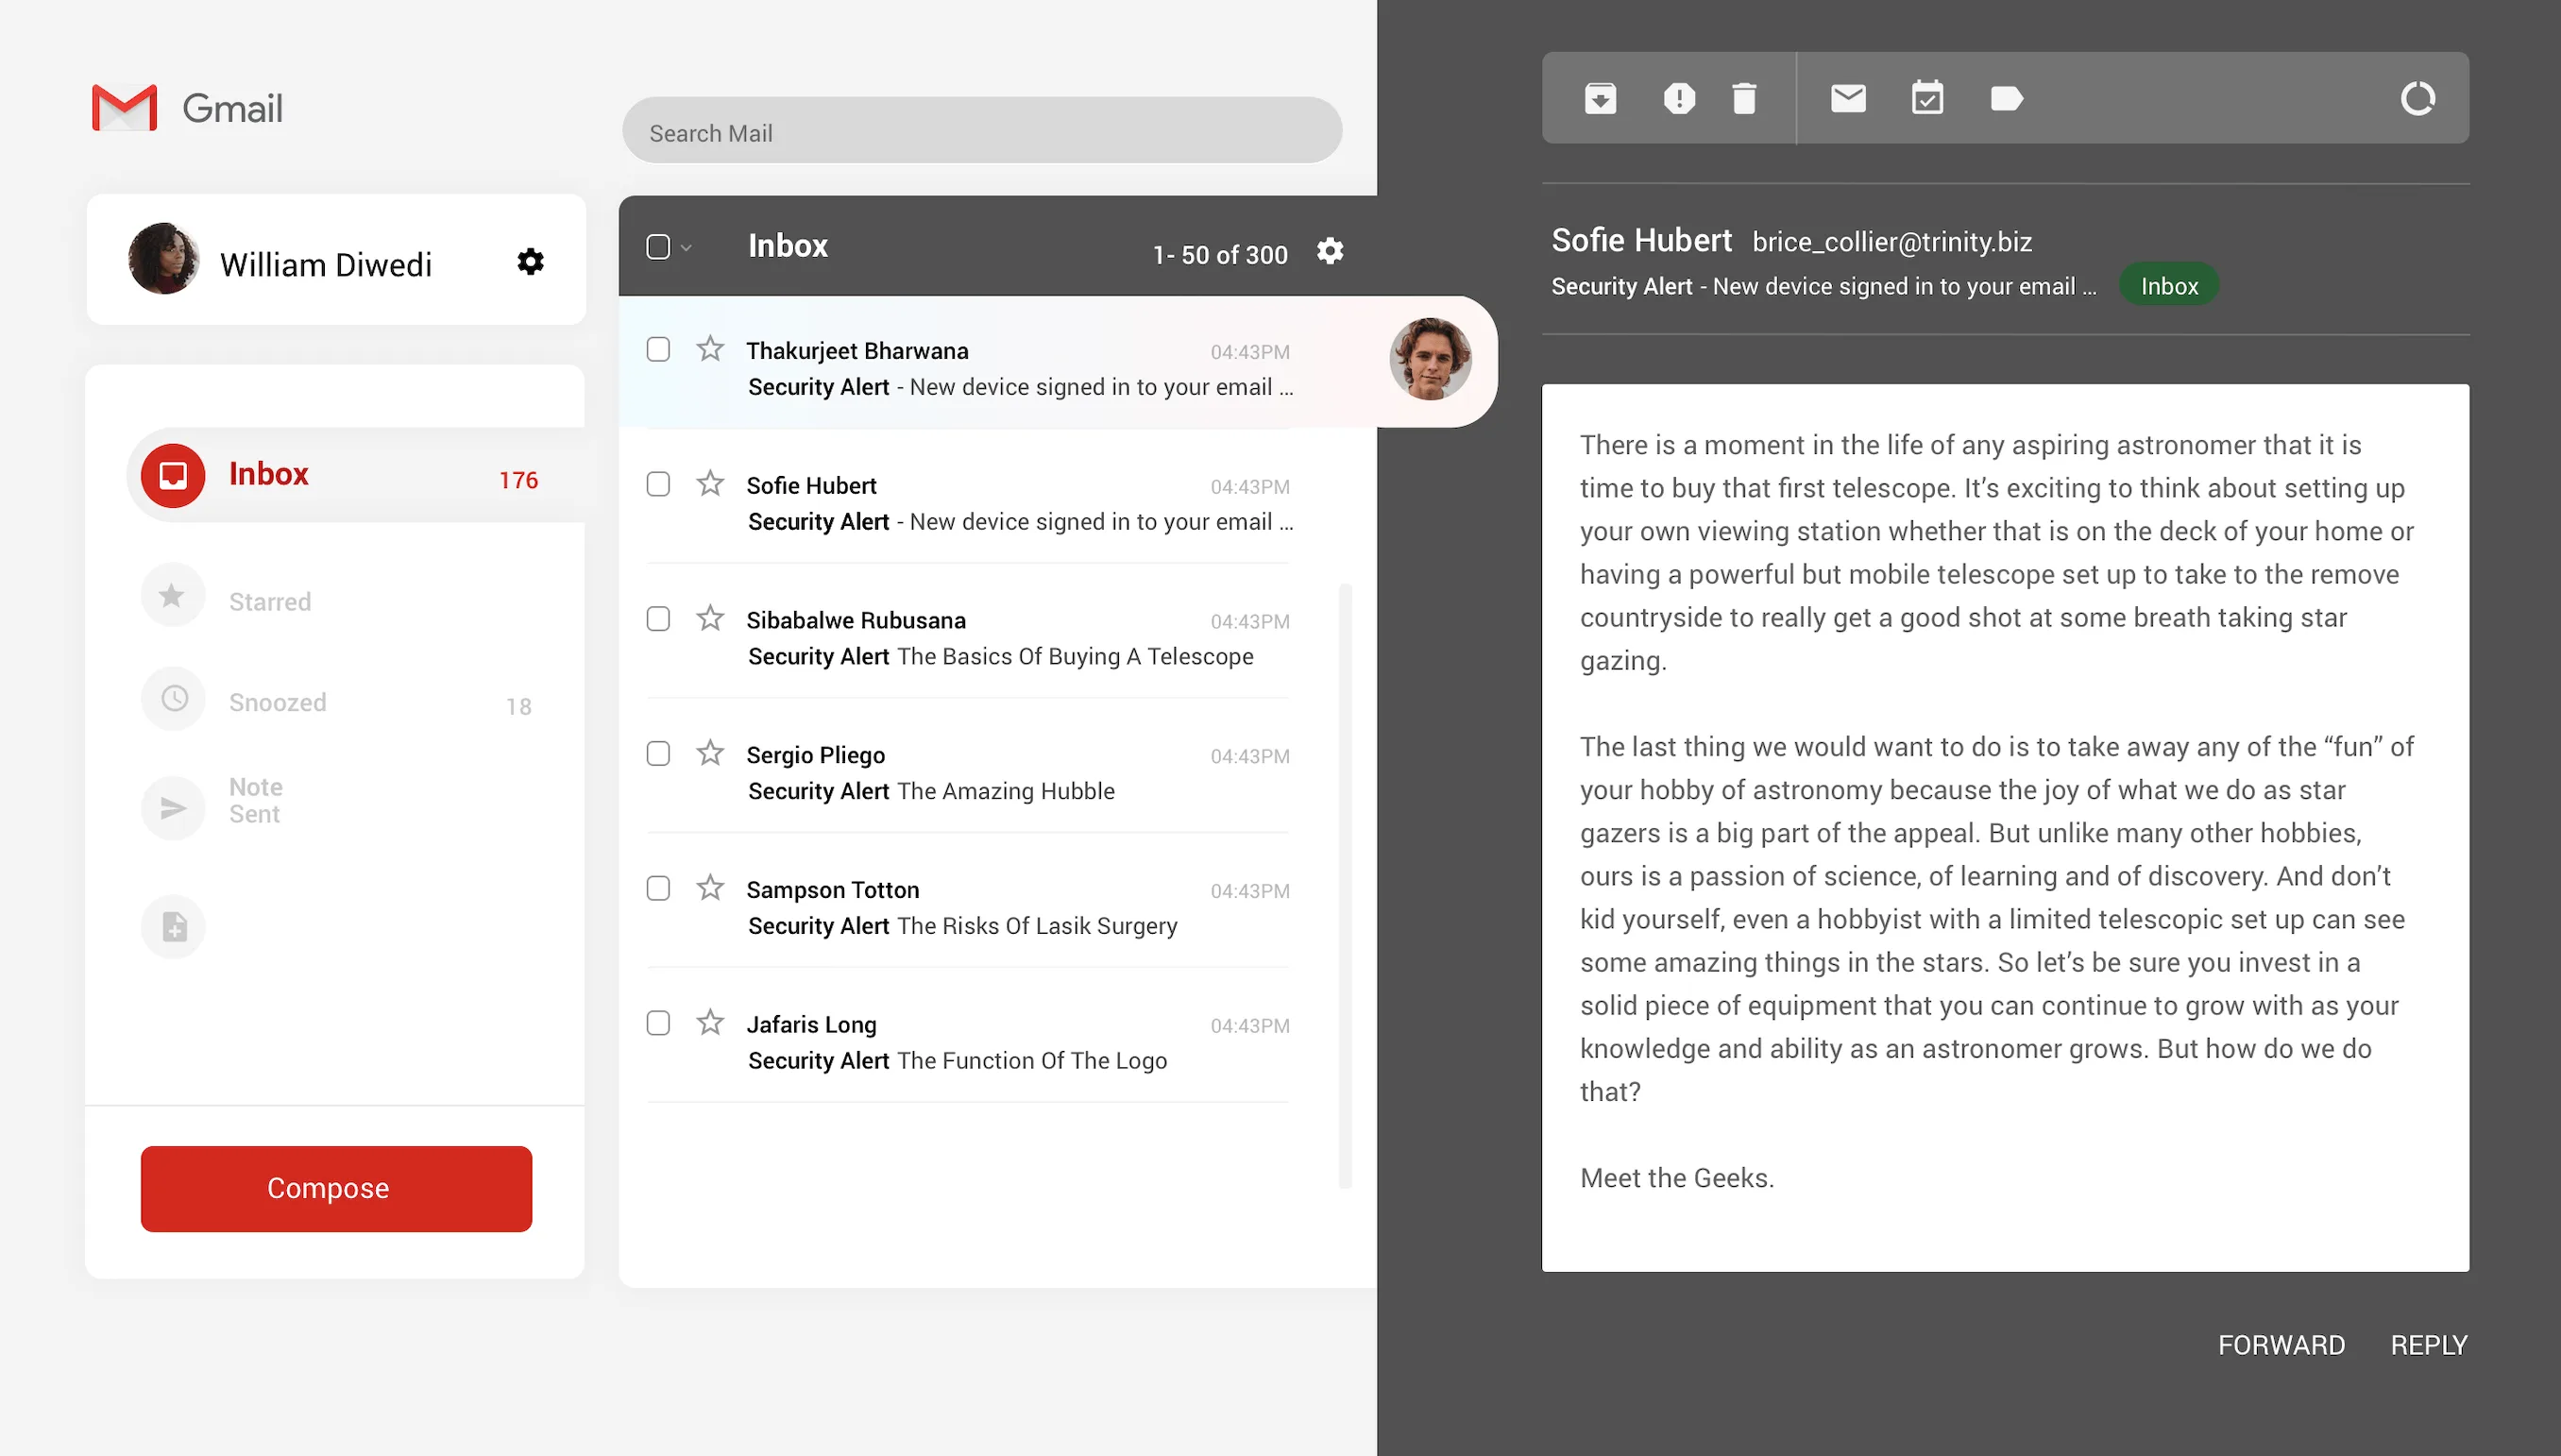 Gmail
Search Mail
William Diwedi
Inbox 176
Starred
Snoozed 18
Note
Sent
Compose
Inbox 1- 50 of 300
Thakurjeet Bharwana 04:43PM
Security Alert - New device signed in to your email ...
Sofie Hubert 04:43PM
Security Alert - New device signed in to your email ...
Sibabalwe Rubusana 04:43PM
Security Alert The Basics Of Buying A Telescope
Sergio Pliego 04:43PM
Security Alert The Amazing Hubble
Sampson Totton 04:43PM
Security Alert The Risks Of Lasik Surgery
Jafaris Long 04:43PM
Security Alert The Function Of The Logo
Sofie Hubert brice_collier@trinity.biz
Security Alert - New device signed in to your email ... Inbox
There is a moment in the life of any aspiring astronomer that it is
time to buy that first telescope. It’s exciting to think about setting up
your own viewing station whether that is on the deck of your home or
having a powerful but mobile telescope set up to take to the remove
countryside to really get a good shot at some breath taking star
gazing.
The last thing we would want to do is to take away any of the “fun” of
your hobby of astronomy because the joy of what we do as star
gazers is a big part of the appeal. But unlike many other hobbies,
ours is a passion of science, of learning and of discovery. And don’t
kid yourself, even a hobbyist with a limited telescopic set up can see
some amazing things in the stars. So let’s be sure you invest in a
solid piece of equipment that you can continue to grow with as your
knowledge and ability as an astronomer grows. But how do we do
that?
Meet the Geeks.
FORWARD REPLY